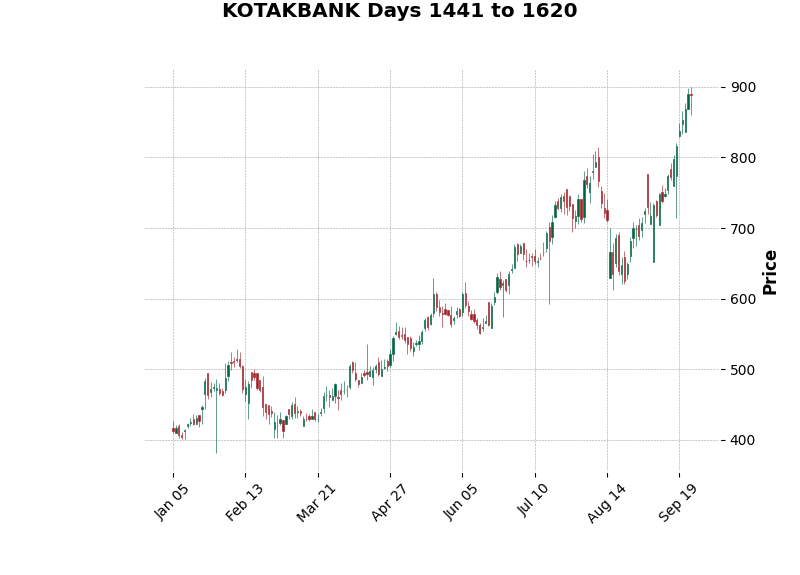 KOTAKBANK Days 1441 to 1620
900
800
700
600
500
400
Price
Jan 05
Feb 13
Mar 21
Apr 27
Jun 05
Jul 10
Aug 14
Sep 19